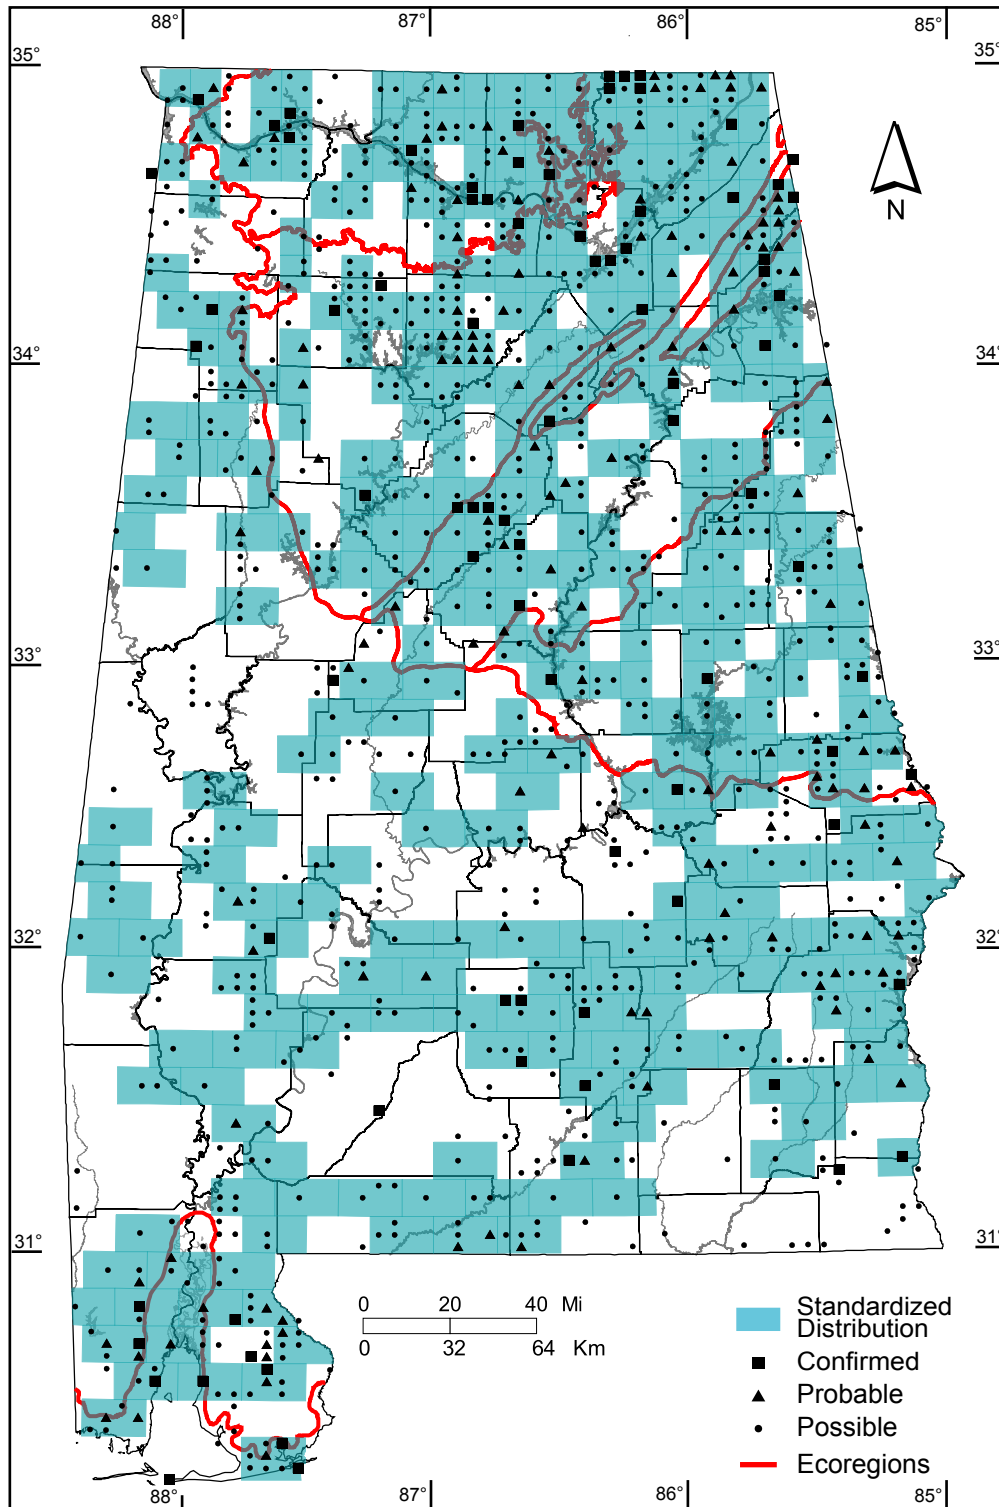 88° 87° 86° 85°
35° 35°
N
34° 34°
33° 33°
32° 32°
31° 31°
0 20 40 Mi
0 32 64 Km
Standardized
Distribution
Confirmed
Probable
Possible
Ecoregions
88° 87° 86° 85°